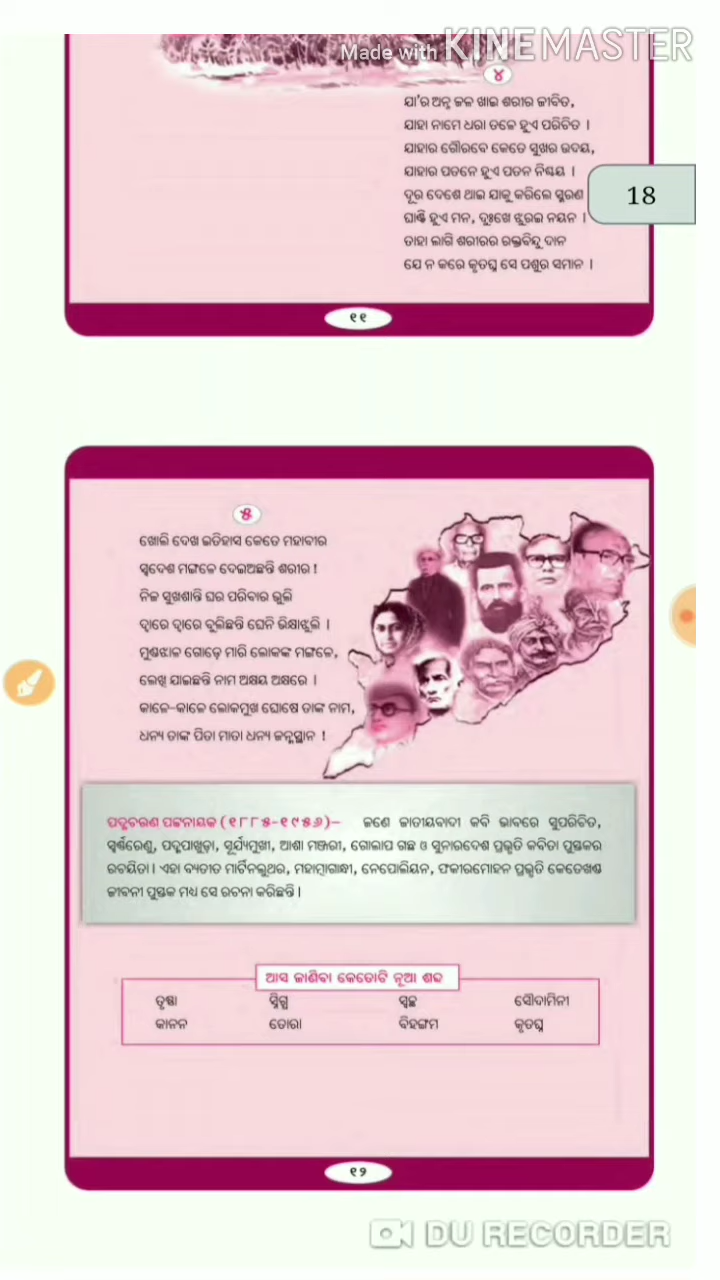 Made with KINEMASTER
୪
ଯା'ର ଅନ୍ନ ଜଳ ଖାଇ ଶରୀର ଜୀବିତ,
ଯାହା ନାମେ ଧରା ତଳେ ହୁଏ ପରିଚିତ ।
ଯାହାର ଗୌରବେ କେତେ ସୁଖର ଉଦୟ,
ଯାହାର ପତନେ ହୁଏ ପତନ ନିଶ୍ଚୟ ।
ଦୂର ଦେଶେ ଥାଇ ଯାକୁ କରିଲେ ସ୍ମରଣ
18
ଘାଣ୍ଟି ହୁଏ ମନ, ଦୁଃଖେ ଝୁରଇ ନୟନ ।
ତାହା ଲାଗି ଶରୀରର ରକ୍ତବିନ୍ଦୁ ଦାନ
ଯେ ନ କରେ କୃତଘ୍ନ ସେ ପଶୁର ସମାନ ।
୧୧
୫
ଖୋଲି ଦେଖ ଇତିହାସ କେତେ ମହାବୀର
ସ୍ୱଦେଶ ମଙ୍ଗଳେ ଦେଇଅଛନ୍ତି ଶରୀର !
ନିଜ ସୁଖଶାନ୍ତି ଘର ପରିବାର ଭୁଲି
ଦ୍ୱାରେ ଦ୍ୱାରେ ବୁଲିଛନ୍ତି ଘେନି ଭିକ୍ଷାଝୁଲି ।
ମୁଣ୍ଡଝାଳ ଗୋଡ଼େ ମାରି ଲୋକଙ୍କ ମଙ୍ଗଳେ,
ଲେଖି ଯାଇଛନ୍ତି ନାମ ଅକ୍ଷୟ ଅକ୍ଷରେ ।
କାଳେ-କାଳେ ଲୋକମୁଖ ଘୋଷେ ତାଙ୍କ ନାମ,
ଧନ୍ୟ ତାଙ୍କ ପିତା ମାତା ଧନ୍ୟ ଜନ୍ମସ୍ଥାନ !
ପଦ୍ମଚରଣ ପଟ୍ଟନାୟକ (୧୮୮୫-୧୯୫୬)– ଜଣେ ଜାତୀୟବାଦୀ କବି ଭାବରେ ସୁପରିଚିତ,
ସ୍ୱର୍ଣ୍ଣରେଣୁ, ପଦ୍ମପାଖୁଡ଼ା, ସୂର୍ଯ୍ୟମୁଖୀ, ଆଶା ମଞ୍ଜରୀ, ଗୋଲାପ ଗଛ ଓ ସୁନାରଦେଶ ପ୍ରଭୃତି କବିତା ପୁସ୍ତକର
ରଚୟିତା । ଏହା ବ୍ୟତୀତ ମାର୍ଟିନଲୁଥର, ମହାତ୍ମାଗାନ୍ଧୀ, ନେପୋଲିୟନ, ଫକୀରମୋହନ ପ୍ରଭୃତି କେତେଖଣ୍ଡ
ଜୀବନୀ ପୁସ୍ତକ ମଧ୍ୟ ସେ ରଚନା କରିଛନ୍ତି ।
ଆସ ଜାଣିବା କେତୋଟି ନୂଆ ଶବ୍ଦ
ତୃଷ୍ଣା ସ୍ନିଗ୍ଧ ସ୍ୱଚ୍ଛ ସୌଦାମିନୀ
କାନନ ତୋରା ବିହଙ୍ଗମ କୃତଘ୍ନ
୧୨
DU RECORDER